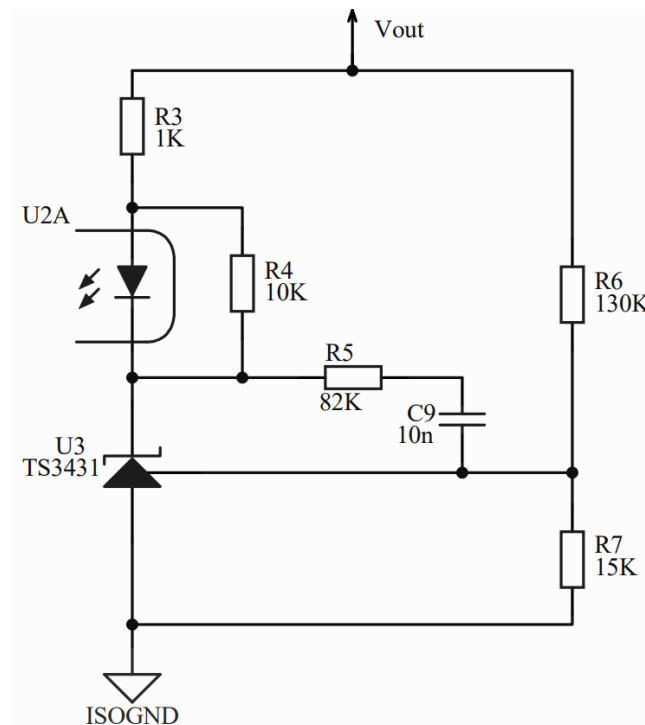 Vout
R3
1K
U2A
R4
10K
R6
130K
R5
82K
C9
10n
U3
TS3431
R7
15K
ISOGND